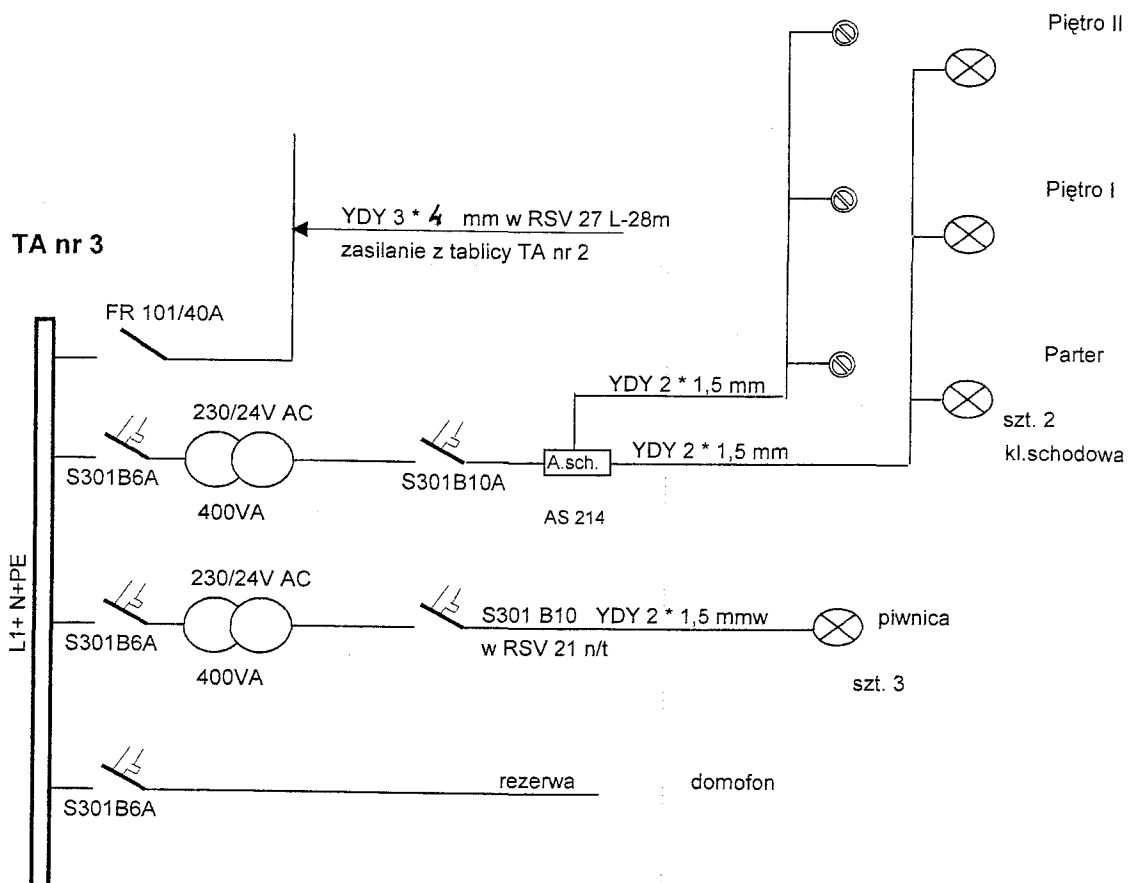 Piętro II
YDY 3 * 4 mm w RSV 27 L-28m
Piętro I
TA nr 3
zasilanie z tablicy TA nr 2
FR 101/40A
Parter
YDY 2 * 1,5 mm
230/24V AC
szt. 2
YDY 2 * 1,5 mm
kl.schodowa
A.sch.
S301B6A
S301B10A
400VA
AS 214
230/24V AC
L1+ N+PE
S301 B10 YDY 2 * 1,5 mmw
piwnica
S301B6A
w RSV 21 n/t
400VA
szt. 3
rezerwa
domofon
S301B6A